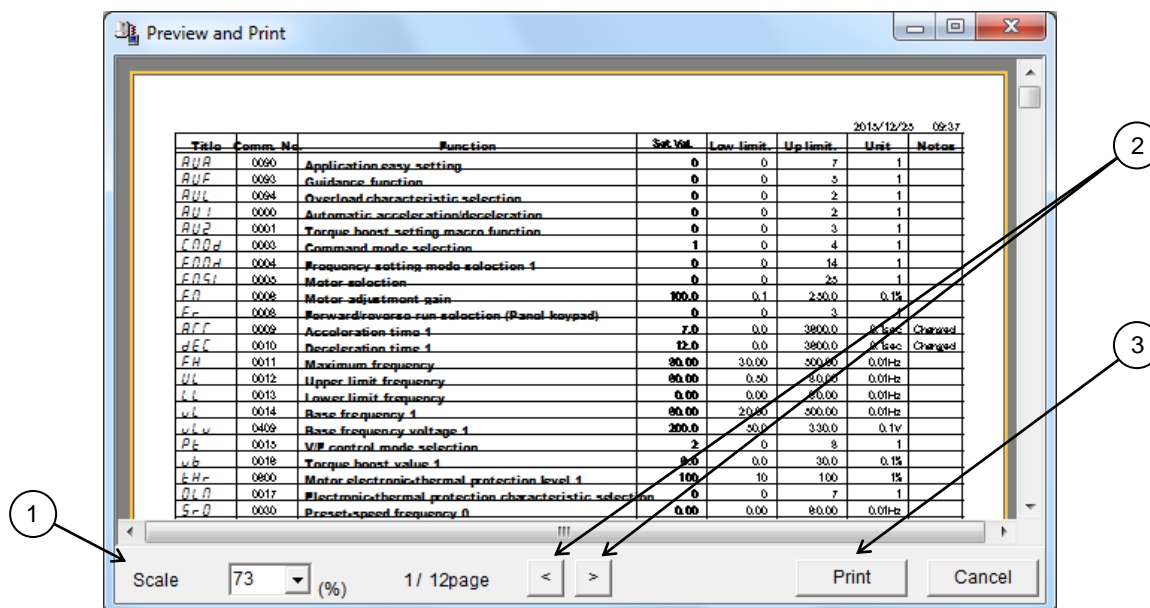 Preview and Print
2015/12/25 09:37
Title Comm. No. Function Set Val. Low limit. Up limit. Unit Notes
AUA 0090 Application easy setting 0 0 7 1
AUF 0093 Guidance function 0 0 5 1
AUL 0094 Overload characteristic selection 0 0 2 1
AU1 0000 Automatic acceleration/deceleration 0 0 2 1
AU2 0001 Torque boost setting macro function 0 0 3 1
CMOd 0003 Command mode selection 1 0 4 1
FMOd 0004 Frequency setting mode selection 1 0 0 14 1
FMSL 0005 Meter selection 0 0 25 1
FM 0006 Meter adjustment gain 100.0 0.1 250.0 0.1%
Fr 0008 Forward/reverse run selection (Panel keypad) 0 0 3 1
ACC 0009 Acceleration time 1 7.0 0.0 3600.0 0.1sec Changed
dEC 0010 Deceleration time 1 12.0 0.0 3600.0 0.1sec Changed
FH 0011 Maximum frequency 80.00 30.00 500.00 0.01Hz
UL 0012 Upper limit frequency 60.00 0.50 80.00 0.01Hz
LL 0013 Lower limit frequency 0.00 0.00 60.00 0.01Hz
vL 0014 Base frequency 1 60.00 20.00 500.00 0.01Hz
vLv 0409 Base frequency voltage 1 200.0 50.0 330.0 0.1V
Pt 0015 V/F control mode selection 2 0 8 1
vb 0016 Torque boost value 1 6.0 0.0 30.0 0.1%
tHr 0600 Motor electronic-thermal protection level 1 100 10 100 1%
OLM 0017 Electronic-thermal protection characteristic selection 0 0 7 1
Sr0 0030 Preset-speed frequency 0 0.00 0.00 60.00 0.01Hz
Scale 73 (%) 1/ 12page < > Print Cancel
1
2
3